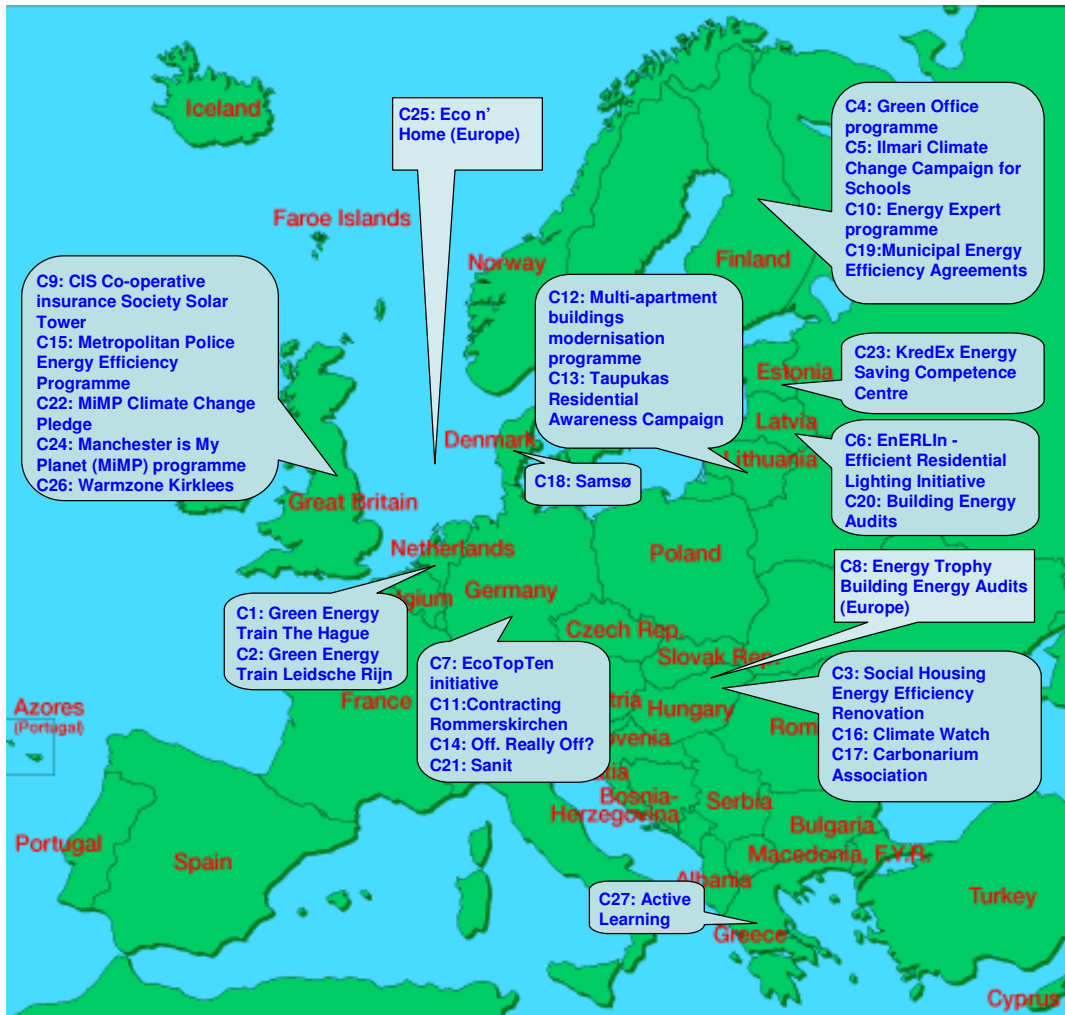 Iceland
C25: Eco n'
Home (Europe)
C4: Green Office
programme
C5: Ilmari Climate
Change Campaign for
Schools
C10: Energy Expert
programme
C19:Municipal Energy
Efficiency Agreements
Faroe Islands
Norway
Finland
C9: CIS Co-operative
insurance Society Solar
Tower
C15: Metropolitan Police
Energy Efficiency
Programme
C22: MiMP Climate Change
Pledge
C24: Manchester is My
Planet (MiMP) programme
C26: Warmzone Kirklees
C12: Multi-apartment
buildings
modernisation
programme
C13: Taupukas
Residential
Awareness Campaign
Estonia
C23: KredEx Energy
Saving Competence
Centre
Latvia
Denmark
Lithuania
C6: EnERLIn -
Efficient Residential
Lighting Initiative
C20: Building Energy
Audits
C18: Samsø
Great Britain
Netherlands
Poland
lgium
Germany
C8: Energy Trophy
Building Energy Audits
(Europe)
C1: Green Energy
Train The Hague
C2: Green Energy
Train Leidsche Rijn
Czech Rep.
Slovak Rep.
C7: EcoTopTen
initiative
C11:Contracting
Rommerskirchen
C14: Off. Really Off?
C21: Sanit
C3: Social Housing
Energy Efficiency
Renovation
C16: Climate Watch
C17: Carbonarium
Association
Azores
(Portugal)
France
tria
Hungary
Rom
ovenia
atia
Bosnia-
Herzegovina
Serbia
Bulgaria
Portugal
Spain
Macedonia, F.Y.R.
Albania
Turkey
C27: Active
Learning
Greece
Cyprus